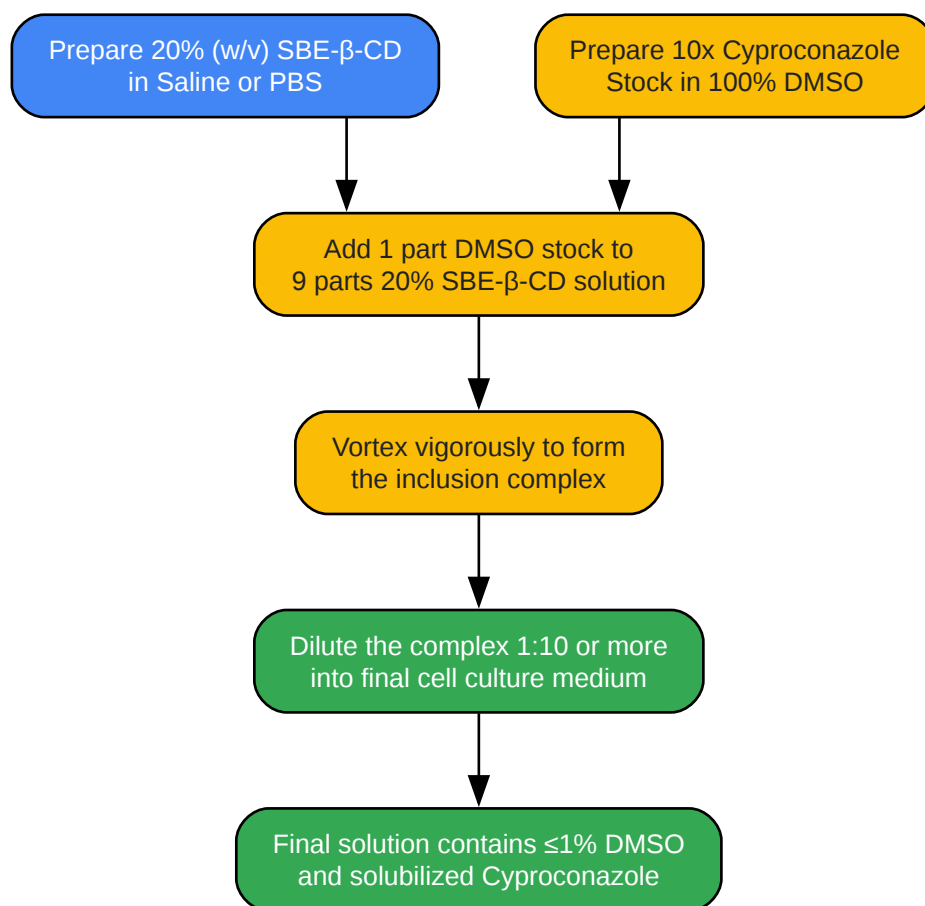 Prepare 20% (w/v) SBE-β-CD
in Saline or PBS
Prepare 10x Cyproconazole
Stock in 100% DMSO
Add 1 part DMSO stock to
9 parts 20% SBE-β-CD solution
Vortex vigorously to form
the inclusion complex
Dilute the complex 1:10 or more
into final cell culture medium
Final solution contains ≤1% DMSO
and solubilized Cyproconazole